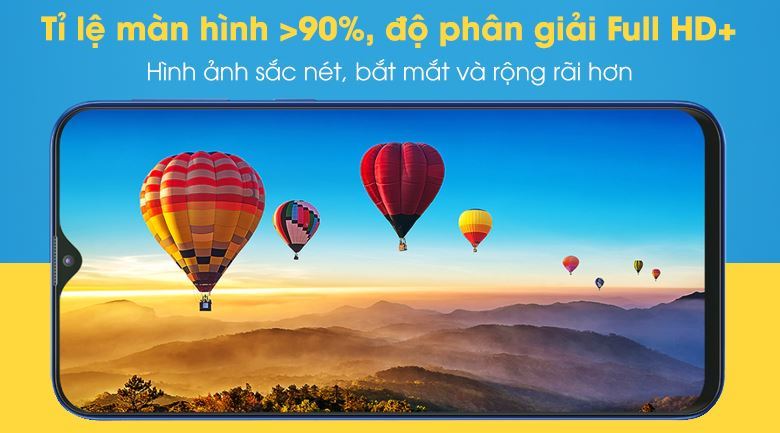 Tỉ lệ màn hình >90%, độ phân giải Full HD+
Hình ảnh sắc nét, bắt mắt và rộng rãi hơn